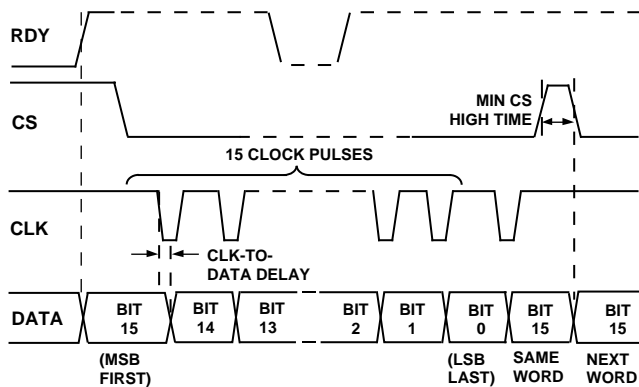 RDY
CS
MIN CS
HIGH TIME
15 CLOCK PULSES
CLK
CLK-TO-
DATA DELAY
DATA
BIT
15
BIT
14
BIT
13
BIT
2
BIT
1
BIT
0
BIT
15
BIT
15
(MSB
FIRST)
(LSB
LAST)
SAME
WORD
NEXT
WORD